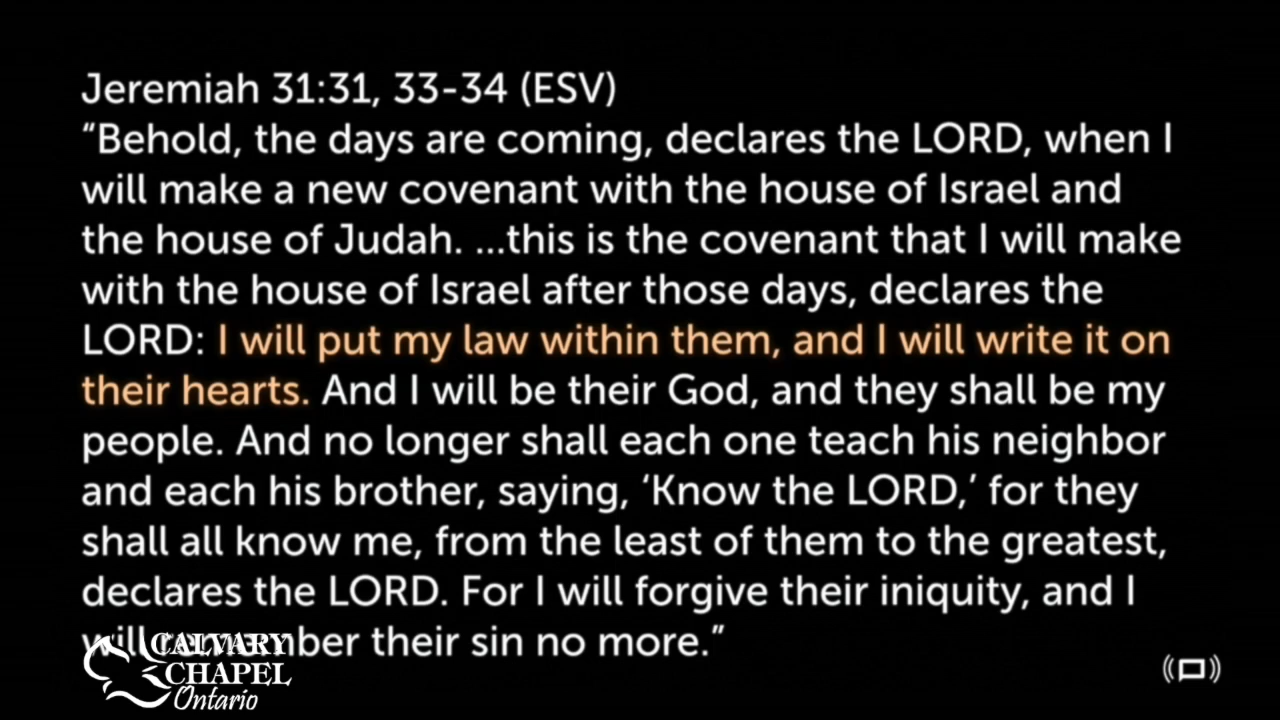 Jeremiah 31:31, 33-34 (ESV)
“Behold, the days are coming, declares the LORD, when I
will make a new covenant with the house of Israel and
the house of Judah. ...this is the covenant that I will make
with the house of Israel after those days, declares the
LORD: I will put my law within them, and I will write it on
their hearts. And I will be their God, and they shall be my
people. And no longer shall each one teach his neighbor
and each his brother, saying, ‘Know the LORD,’ for they
shall all know me, from the least of them to the greatest,
declares the LORD. For I will forgive their iniquity, and I
will their sin no more.”
CALVARY
CHAPEL
Ontario